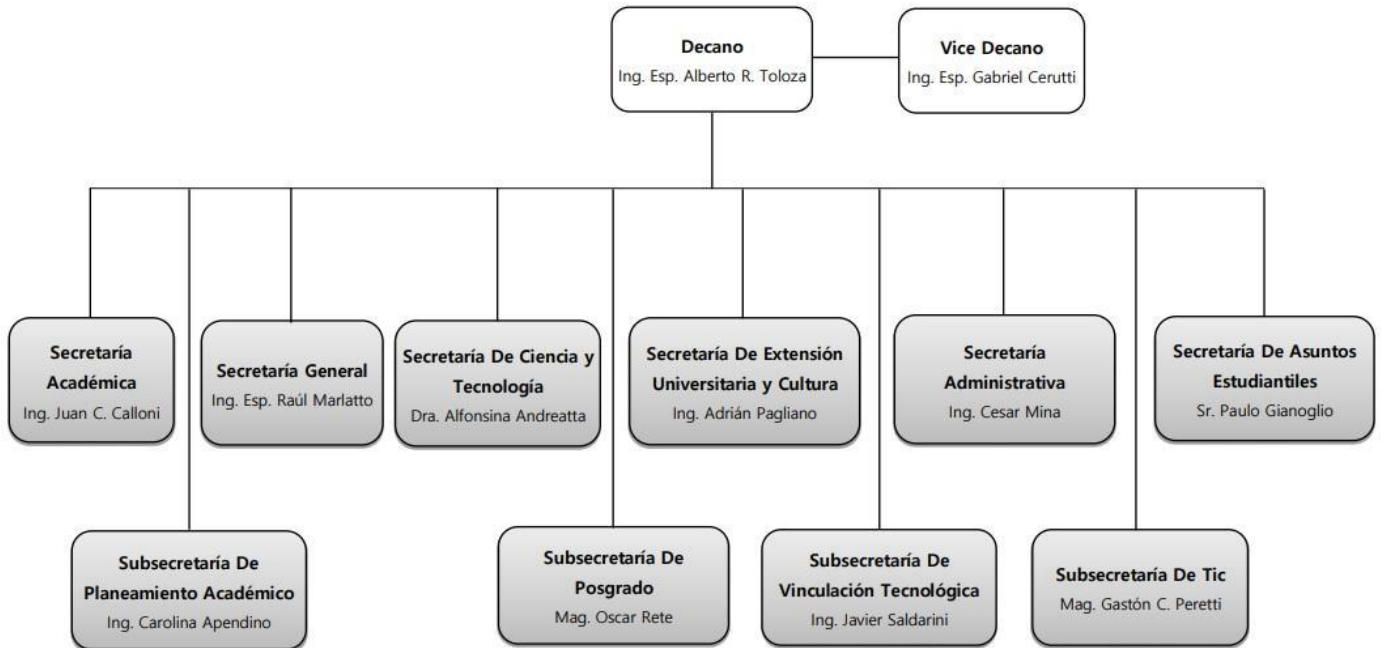 Decano
Ing. Esp. Alberto R. Toloza
Vice Decano
Ing. Esp. Gabriel Cerutti
Secretaría
Académica
Ing. Juan C. Calloni
Secretaría General
Ing. Esp. Raúl Marlatto
Secretaría De Ciencia y
Tecnología
Dra. Alfonsina Andreatta
Secretaría De Extensión
Universitaria y Cultura
Ing. Adrián Pagliano
Secretaría
Administrativa
Ing. Cesar Mina
Secretaría De Asuntos
Estudiantiles
Sr. Paulo Gianoglio
Subsecretaría De
Planeamiento Académico
Ing. Carolina Apendino
Subsecretaría De
Posgrado
Mag. Oscar Rete
Subsecretaría De
Vinculación Tecnológica
Ing. Javier Saldarini
Subsecretaría De Tic
Mag. Gastón C. Peretti